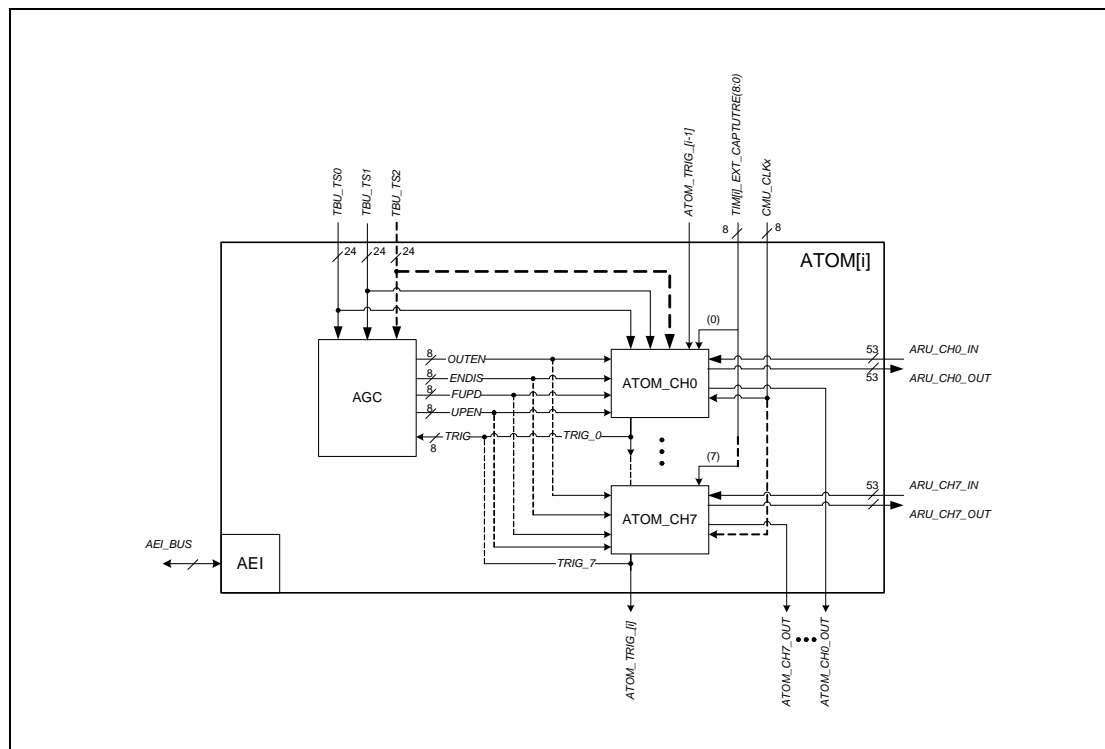 TBU_TS0
TBU_TS1
TBU_TS2
ATOM_TRIG_[i-1]
TIM[i]_EXT_CAPTUTRE(8:0)
CMU_CLKx
8
8
24
24
24
ATOM[i]
(0)
AGC
8
OUTEN
8
ENDIS
8
FUPD
8
UPEN
TRIG
8
TRIG_0
ATOM_CH0
53
ARU_CH0_IN
53
ARU_CH0_OUT
(7)
ATOM_CH7
53
ARU_CH7_IN
53
ARU_CH7_OUT
TRIG_7
AEI_BUS
AEI
ATOM_TRIG_[i]
ATOM_CH7_OUT
ATOM_CH0_OUT